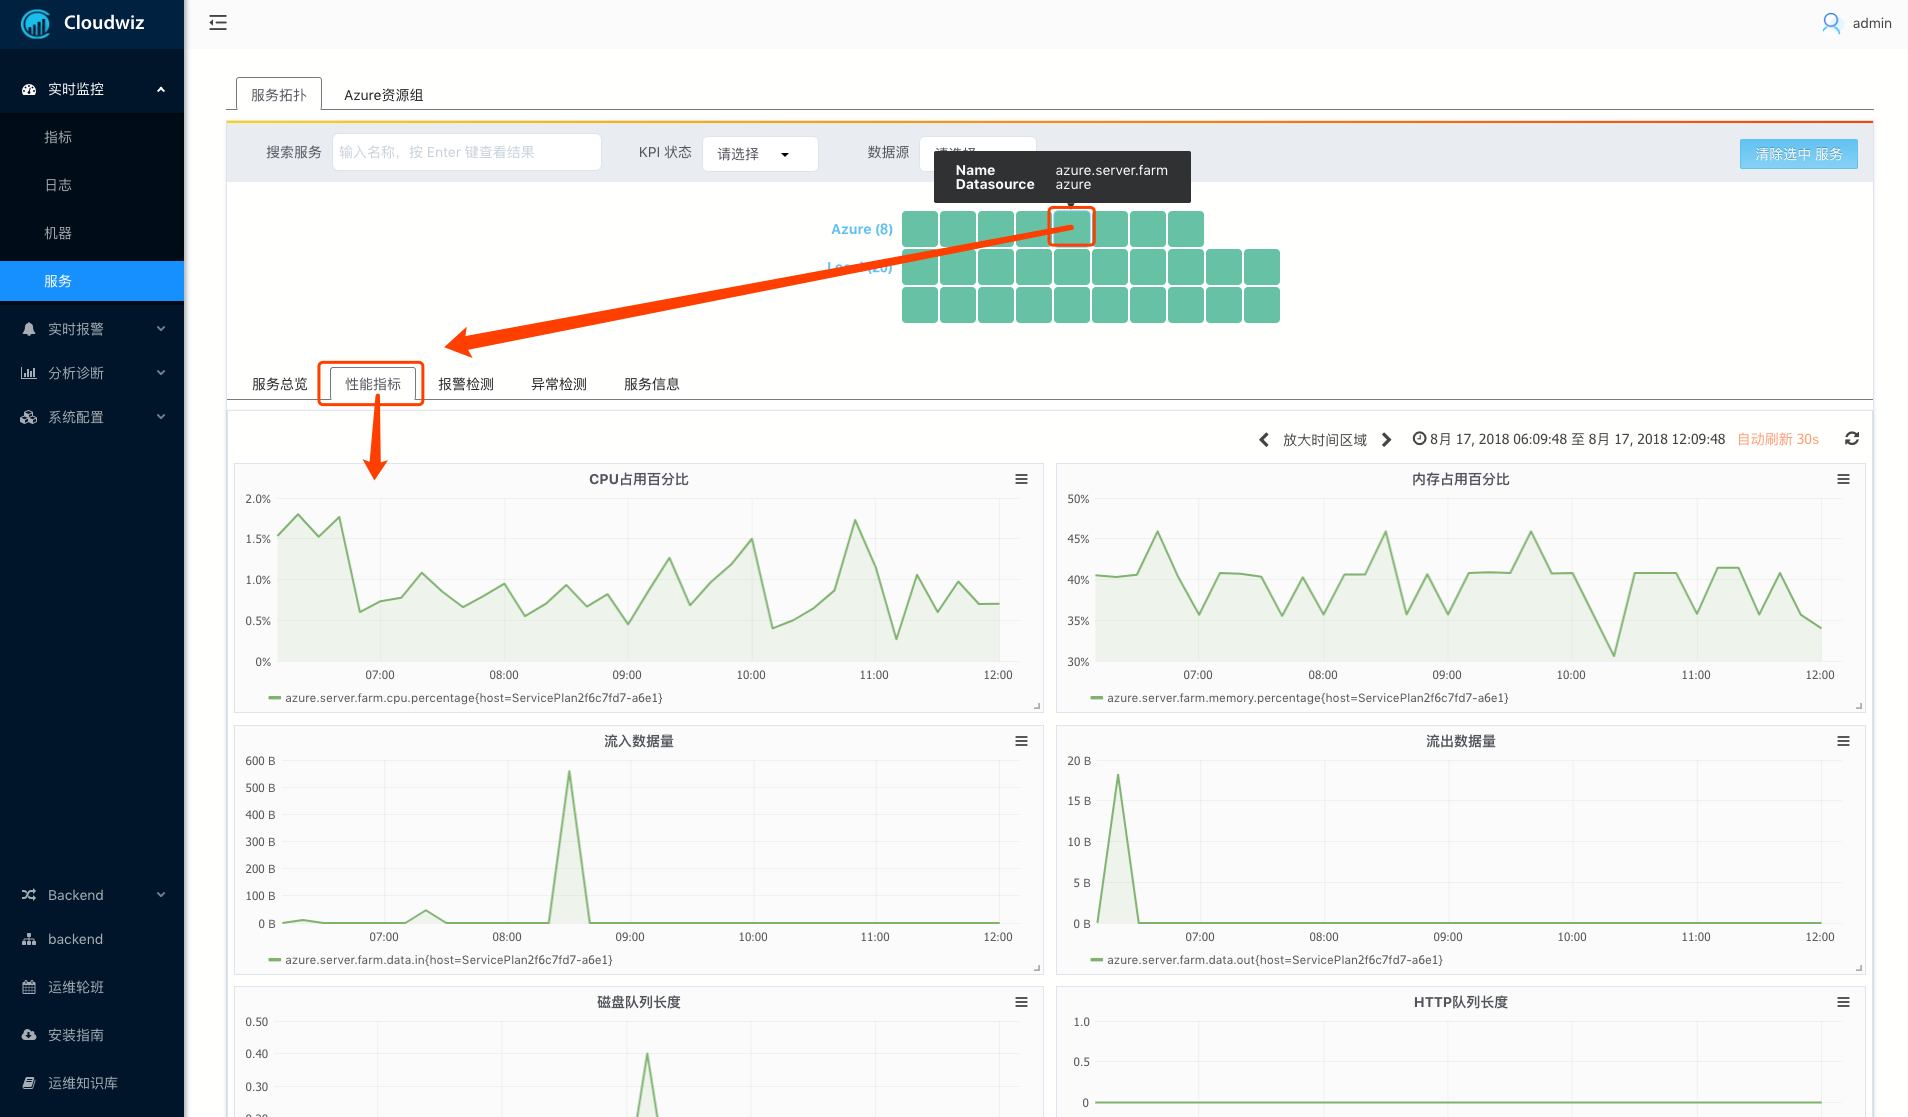 Cloudwiz
admin
实时监控
指标
日志
机器
服务
实时报警
分析诊断
系统配置
Backend
backend
运维轮班
安装指南
运维知识库
服务拓扑
Azure资源组
搜索服务
输入名称，按 Enter 键查看结果
KPI 状态
请选择
数据源
清除选中 服务
Name azure.server.farm
Datasource azure
Azure (8)
服务总览
性能指标
报警检测
异常检测
服务信息
放大时间区域
8月 17, 2018 06:09:48 至 8月 17, 2018 12:09:48
自动刷新 30s
CPU占用百分比
2.0%
1.5%
1.0%
0.5%
0%
07:00 08:00 09:00 10:00 11:00 12:00
azure.server.farm.cpu.percentage{host=ServicePlan2f6c7fd7-a6e1}
内存占用百分比
50%
45%
40%
35%
30%
07:00 08:00 09:00 10:00 11:00 12:00
azure.server.farm.memory.percentage{host=ServicePlan2f6c7fd7-a6e1}
流入数据量
600 B
500 B
400 B
300 B
200 B
100 B
0 B
07:00 08:00 09:00 10:00 11:00 12:00
azure.server.farm.data.in{host=ServicePlan2f6c7fd7-a6e1}
流出数据量
20 B
15 B
10 B
5 B
0 B
07:00 08:00 09:00 10:00 11:00 12:00
azure.server.farm.data.out{host=ServicePlan2f6c7fd7-a6e1}
磁盘队列长度
0.50
0.40
0.30
HTTP队列长度
1.0
0.5
0